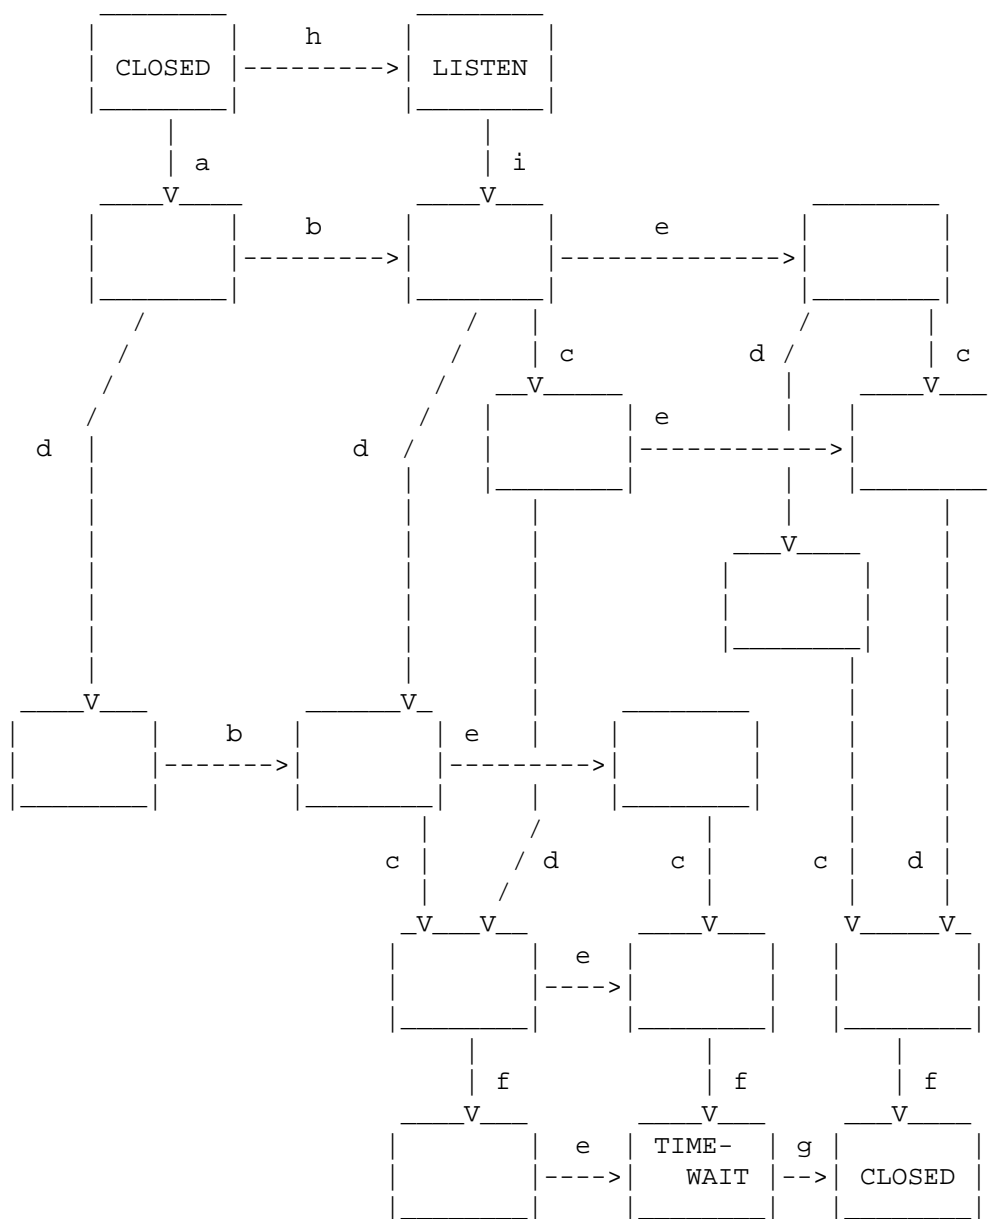 h
CLOSED LISTEN
a i
b e
c d c
e
d d
b e
c d c c d
e
f f f
TIME-
e g
WAIT CLOSED